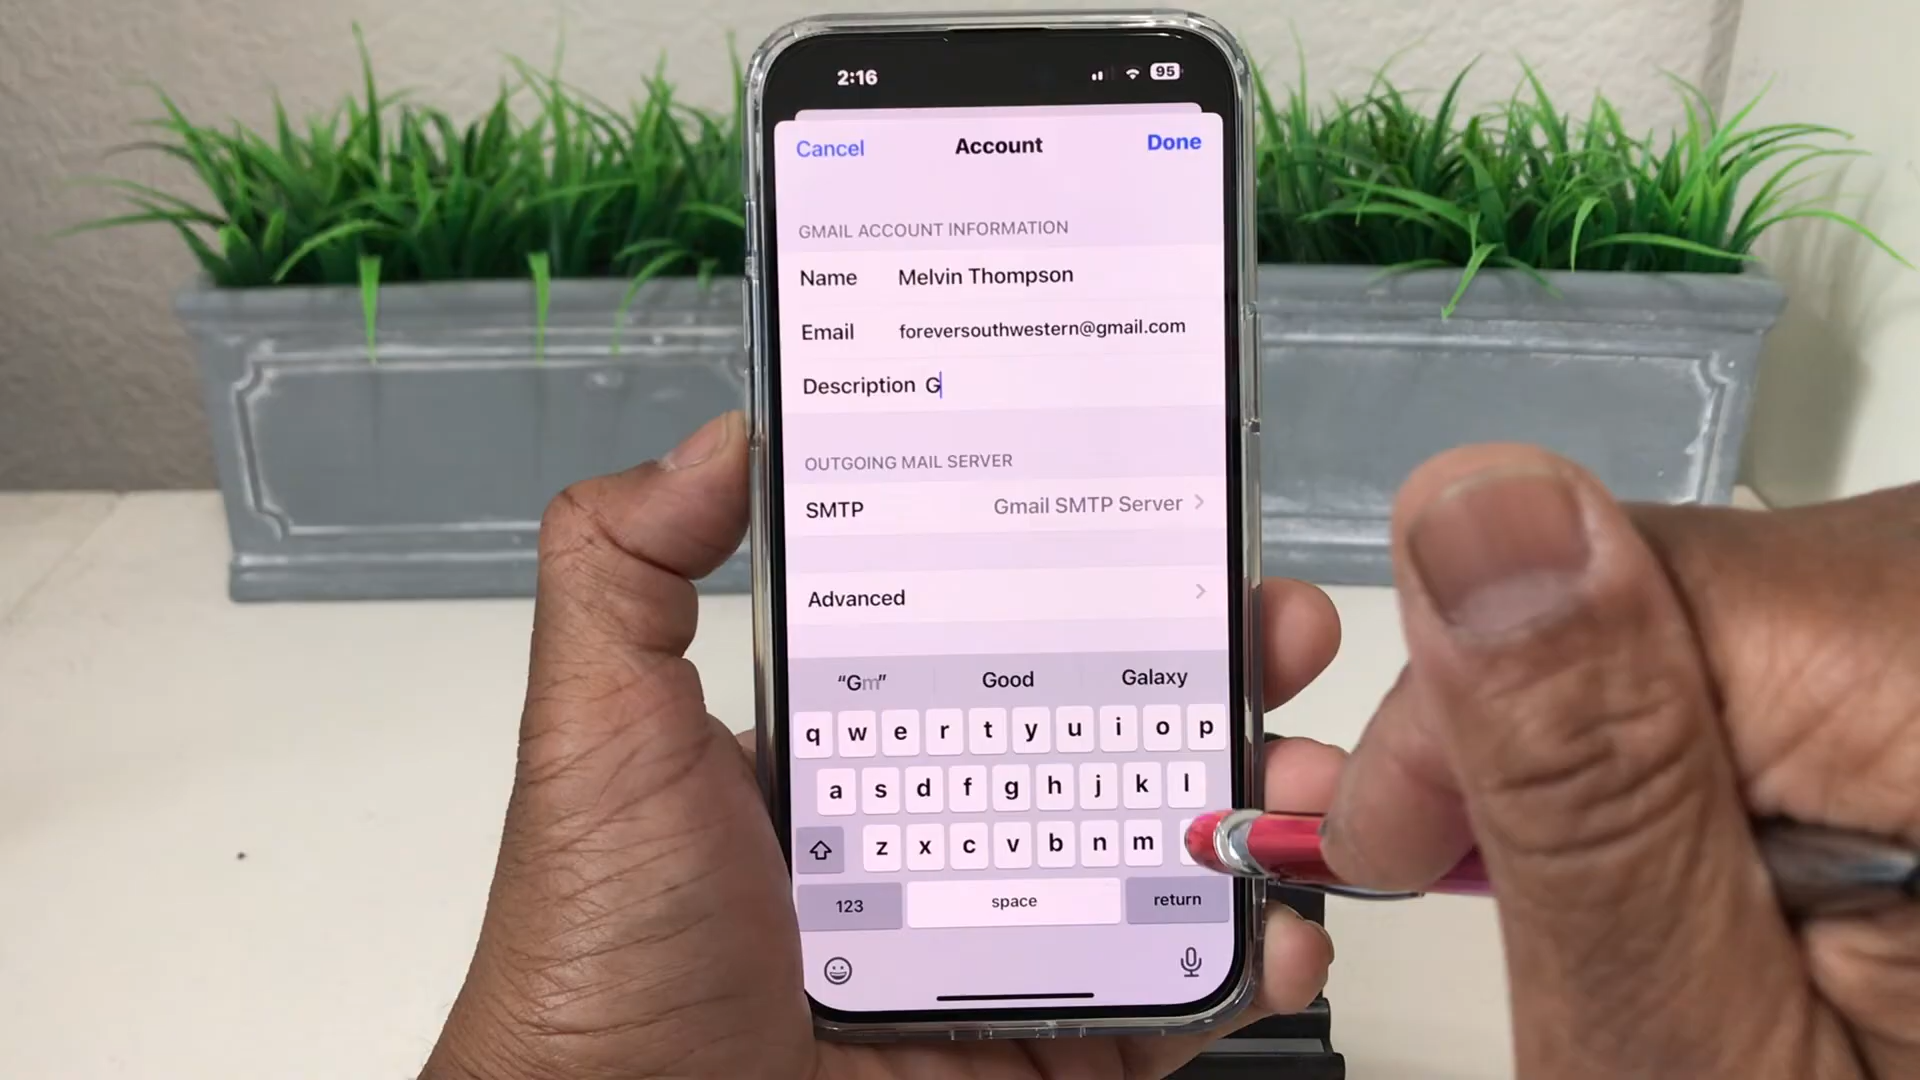 2:16 95
Cancel Account Done
GMAIL ACCOUNT INFORMATION
Name Melvin Thompson
Email foreversouthwestern@gmail.com
Description G
OUTGOING MAIL SERVER
SMTP Gmail SMTP Server
Advanced
“Gm” Good Galaxy
q w e r t y u i o p
a s d f g h j k l
z x c v b n m
123 space return